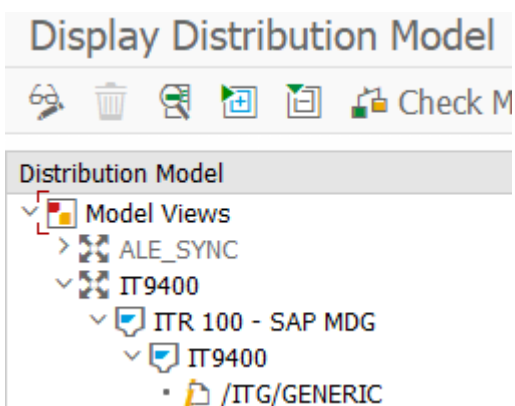 Display Distribution Model
Check M
Distribution Model
Model Views
ALE_SYNC
IT9400
ITR 100 - SAP MDG
IT9400
/ITG/GENERIC